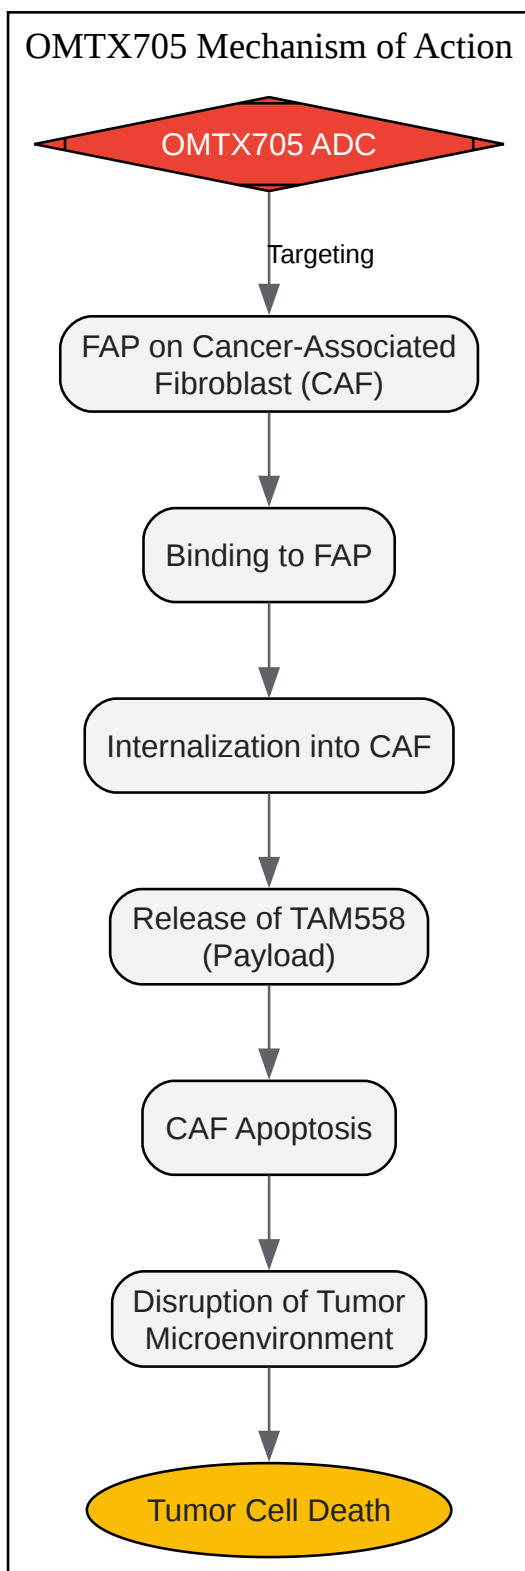 OMTX705 Mechanism of Action
OMTX705 ADC
Targeting
FAP on Cancer-Associated
Fibroblast (CAF)
Binding to FAP
Internalization into CAF
Release of TAM558
(Payload)
CAF Apoptosis
Disruption of Tumor
Microenvironment
Tumor Cell Death